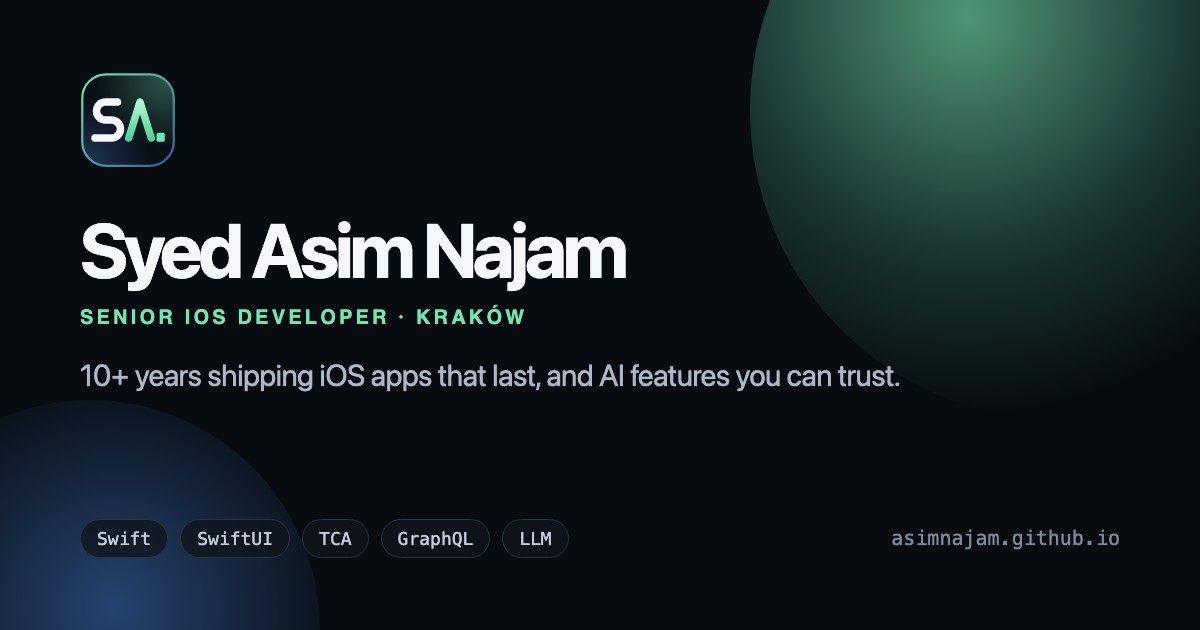 SA.
Syed Asim Najam
SENIOR IOS DEVELOPER · KRAKÓW
10+ years shipping iOS apps that last, and AI features you can trust.
Swift SwiftUI TCA GraphQL LLM asimnajam.github.io